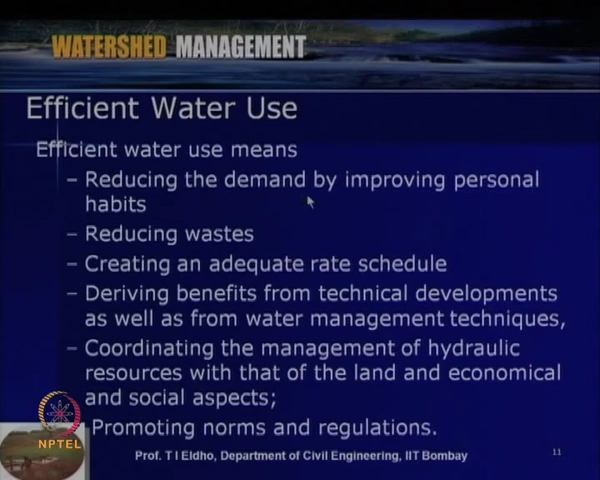 WATERSHED MANAGEMENT
Efficient Water Use
Efficient water use means
– Reducing the demand by improving personal
habits
– Reducing wastes
– Creating an adequate rate schedule
– Deriving benefits from technical developments
as well as from water management techniques,
– Coordinating the management of hydraulic
resources with that of the land and economical
and social aspects;
Promoting norms and regulations.
NPTEL
Prof. T I Eldho, Department of Civil Engineering, IIT Bombay
11